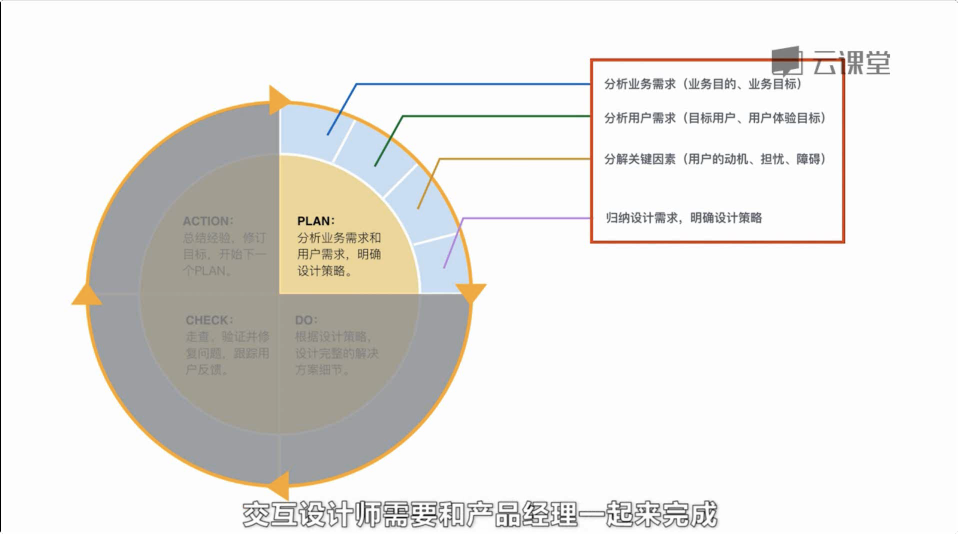 云课堂
分析业务需求（业务目的、业务目标）
分析用户需求（目标用户、用户体验目标）
分解关键因素（用户的动机、担忧、障碍）
归纳设计需求，明确设计策略
ACTION：
总结经验，修订
目标，开始下一
个PLAN。
PLAN：
分析业务需求和
用户需求，明确
设计策略。
CHECK：
走查、验证并修
复问题，跟踪用
户反馈。
DO：
根据设计策略，
设计完整的解决
方案细节。
交互设计师需要和产品经理一起来完成